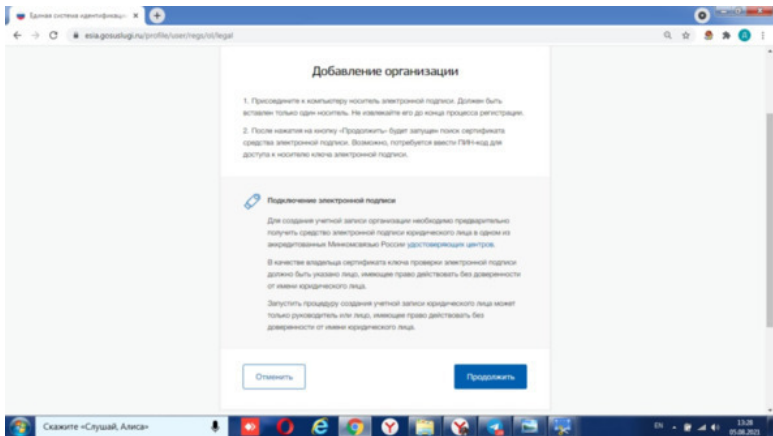 Единая система идентификац
esia.gosuslugi.ru/profile/user/regs/ol/legal
Добавление организации
1. Присоедините к компьютеру носитель электронной подписи. Должен быть
вставлен только один носитель. Не извлекайте его до конца процесса регистрации.
2. После нажатия на кнопку «Продолжить» будет запущен поиск сертификата
средства электронной подписи. Возможно, потребуется ввести ПИН-код для
доступа к носителю ключа электронной подписи.
Подключение электронной подписи
Для создания учетной записи организации необходимо предварительно
получить средство электронной подписи юридического лица в одном из
аккредитованных Минкомсвязью России удостоверяющих центров.
В качестве владельца сертификата ключа проверки электронной подписи
должно быть указано лицо, имеющее право действовать без доверенности
от имени юридического лица.
Запустить процедуру создания учетной записи юридического лица может
только руководитель или лицо, имеющее право действовать без
доверенности от имени юридического лица.
Отменить
Продолжить
Скажите «Слушай, Алиса»
EN
13:28
05.08.2021